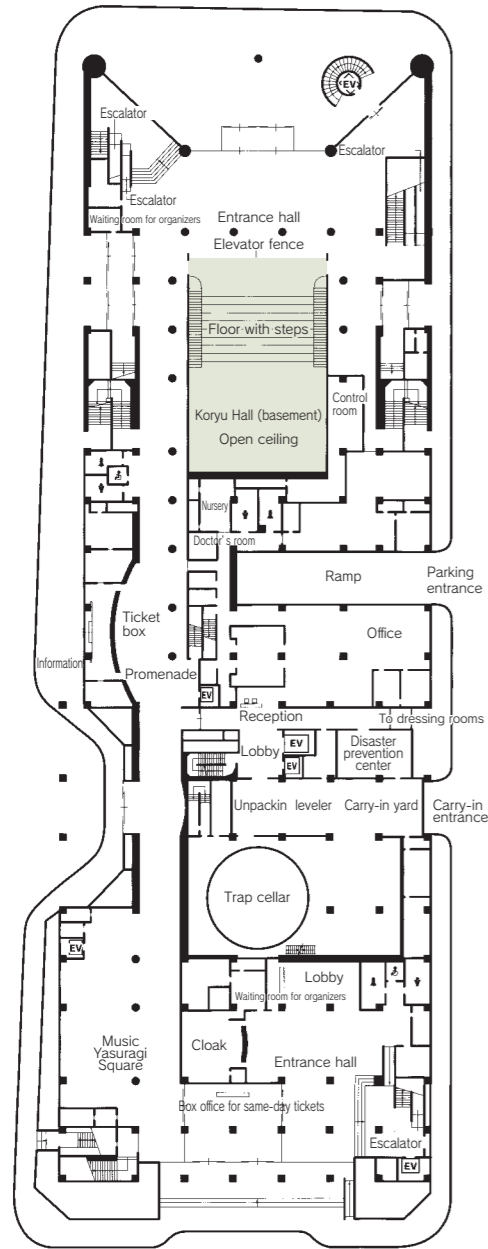 EV
Escalator
Escalator
Escalator
Waiting room for organizers
Entrance hall
Elevator fence
Floor with steps
Koryu Hall (basement)
Open ceiling
Control
room
Nursery
Doctor's room
Ramp
Parking
entrance
Ticket
box
Office
Information
Promenade
EV
Reception
To dressing rooms
Lobby
EV
EV
Disaster
prevention
center
Unpackin leveler
Carry-in yard
Carry-in
entrance
Trap cellar
EV
Lobby
Waiting room for organizers
Music
Yasuragi
Square
Cloak
Entrance hall
Box office for same-day tickets
Escalator
EV